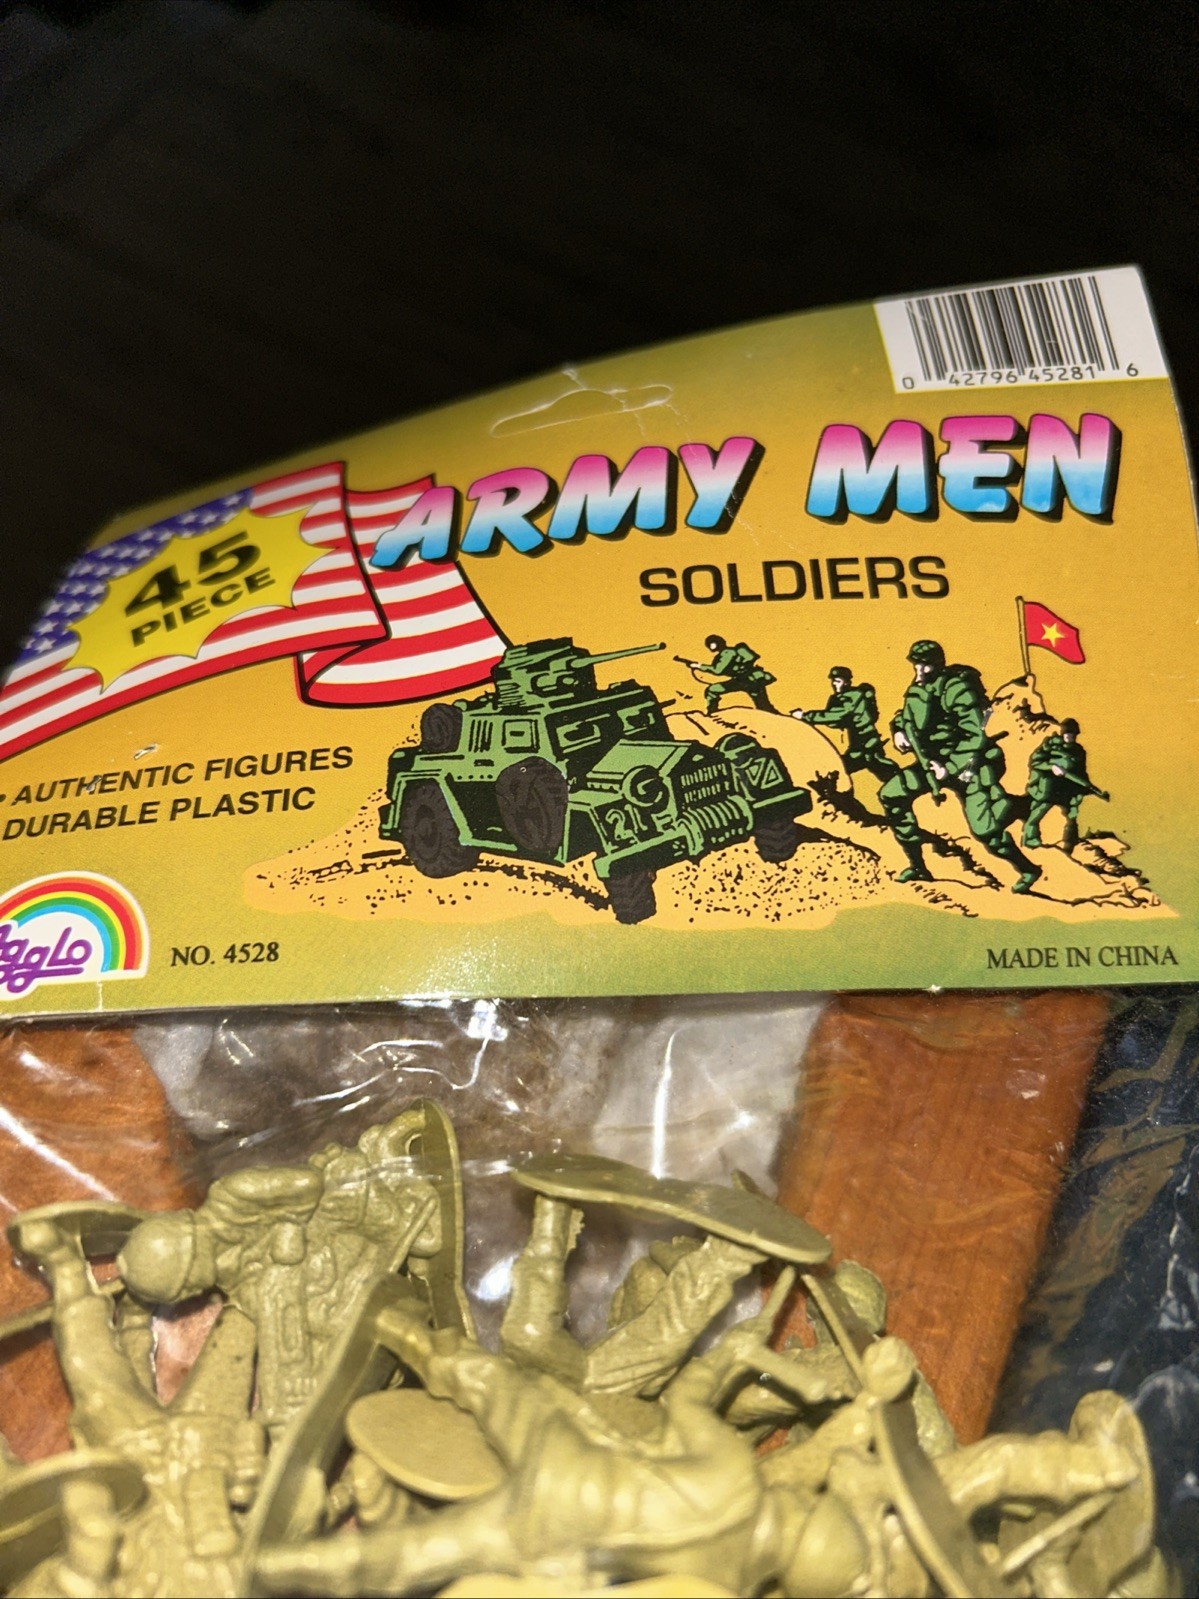 0 42796 45281 6
ARMY MEN
SOLDIERS
45
PIECE
• AUTHENTIC FIGURES
DURABLE PLASTIC
NO. 4528
MADE IN CHINA